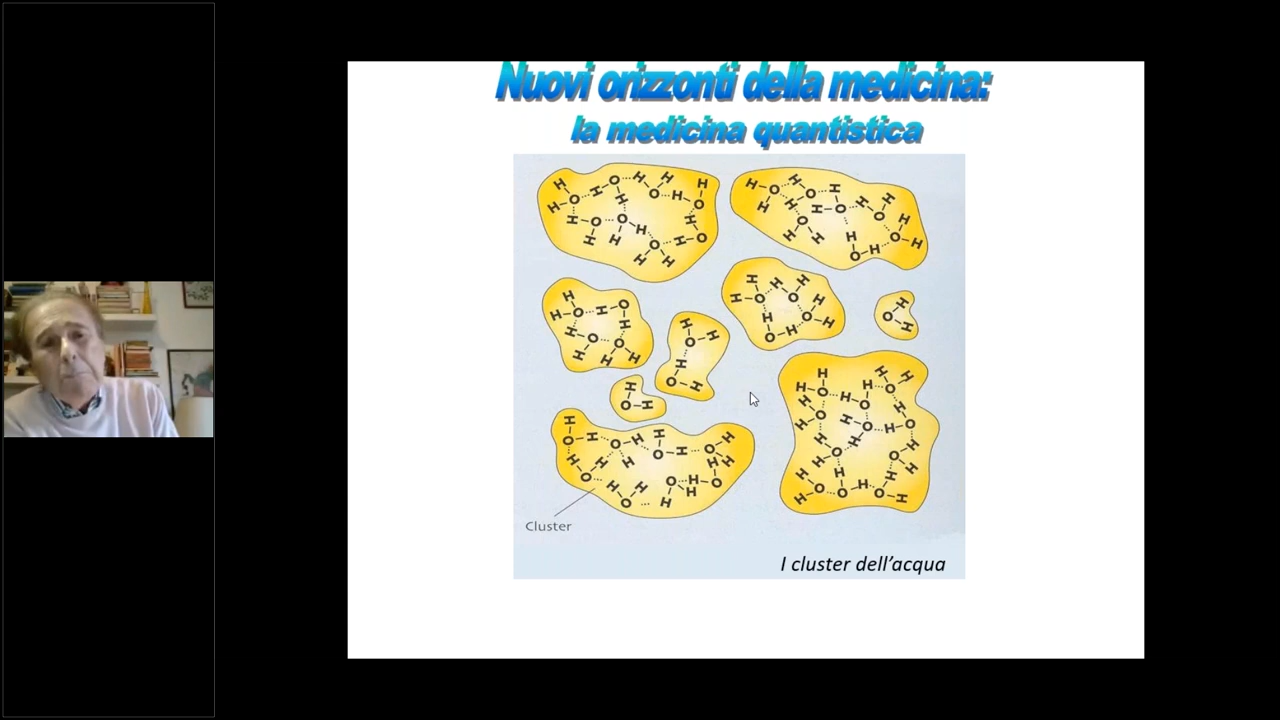 Nuovi orizzonti della medicina:
la medicina quantistica
Cluster
I cluster dell'acqua